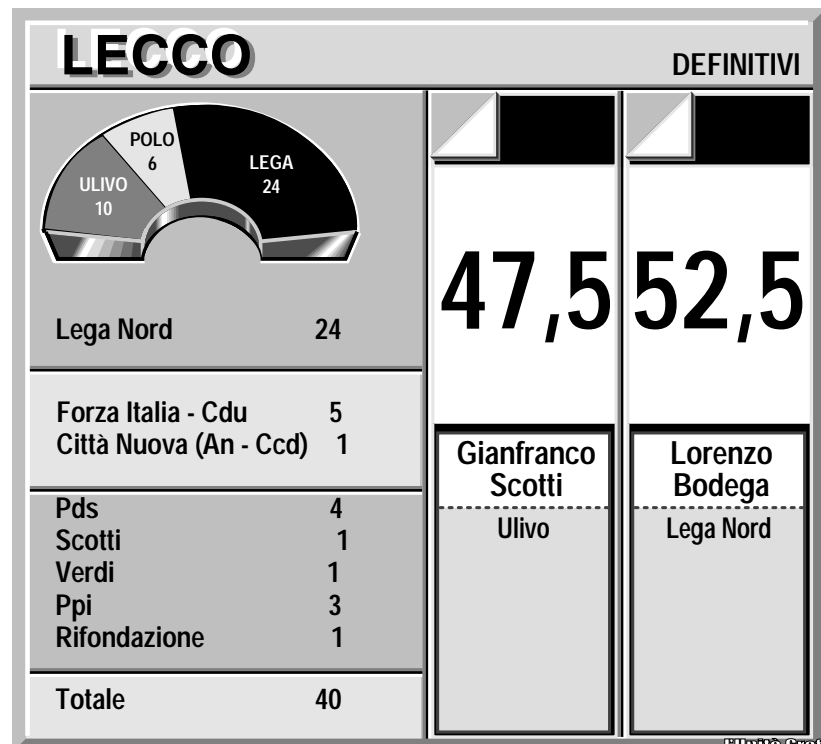 LECCO
DEFINITIVI
POLO
6
LEGA
24
ULIVO
10
Lega Nord 24
Forza Italia - Cdu 5
Città Nuova (An - Ccd) 1
Pds 4
Scotti 1
Verdi 1
Ppi 3
Rifondazione 1
Totale 40
47,5
Gianfranco
Scotti
Ulivo
52,5
Lorenzo
Bodega
Lega Nord